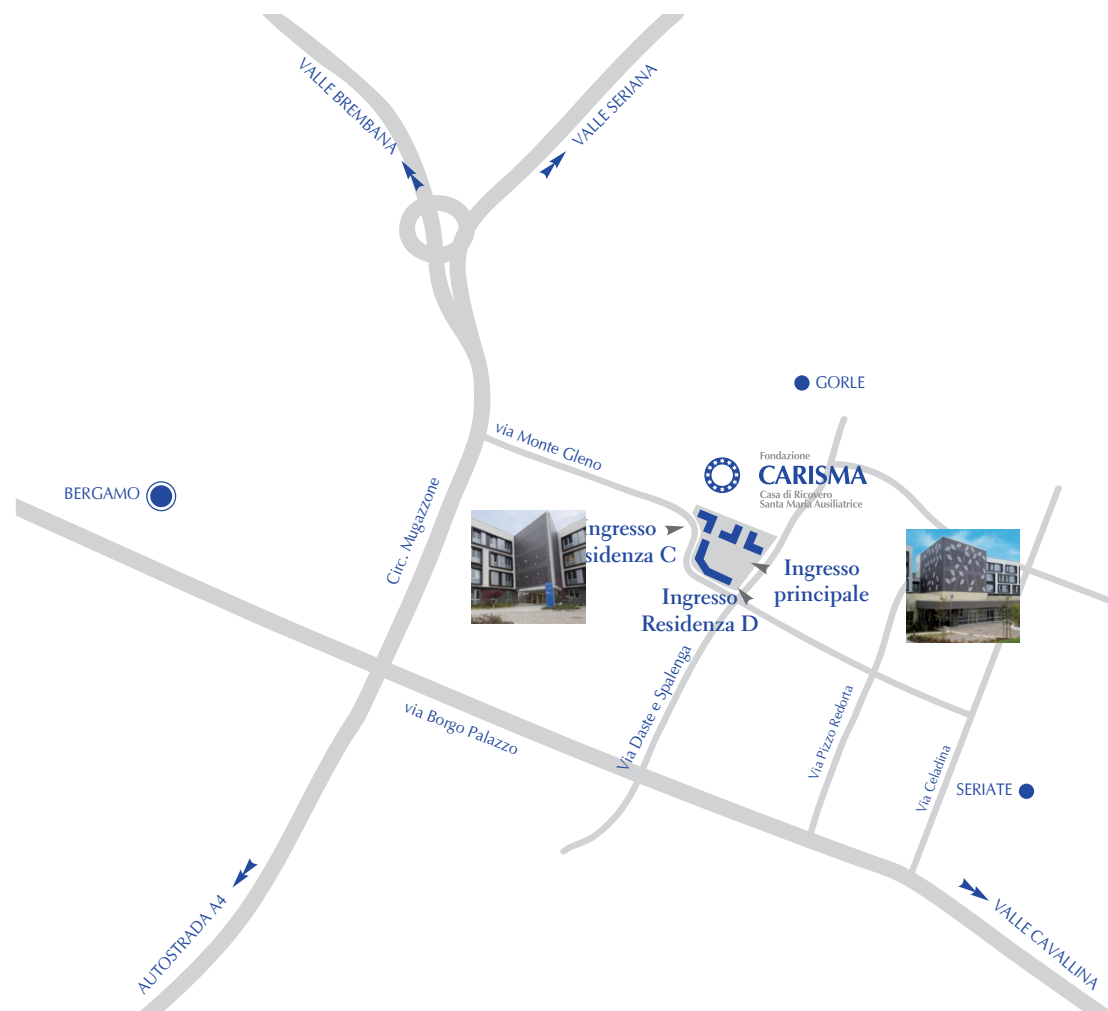 VALLE BREMBANA
VALLE SERIANA
GORLE
via Monte Gleno
Fondazione
CARISMA
Casa di Ricovero
Santa Maria Ausiliatrice
BERGAMO
Circ. Mugazzone
ngresso
sidenza C
Ingresso
principale
Ingresso
Residenza D
via Borgo Palazzo
Via Daste e Spalenga
Via Pizzo Redorta
Via Celadina
SERIATE
AUTOSTRADA A4
VALLE CAVALLINA